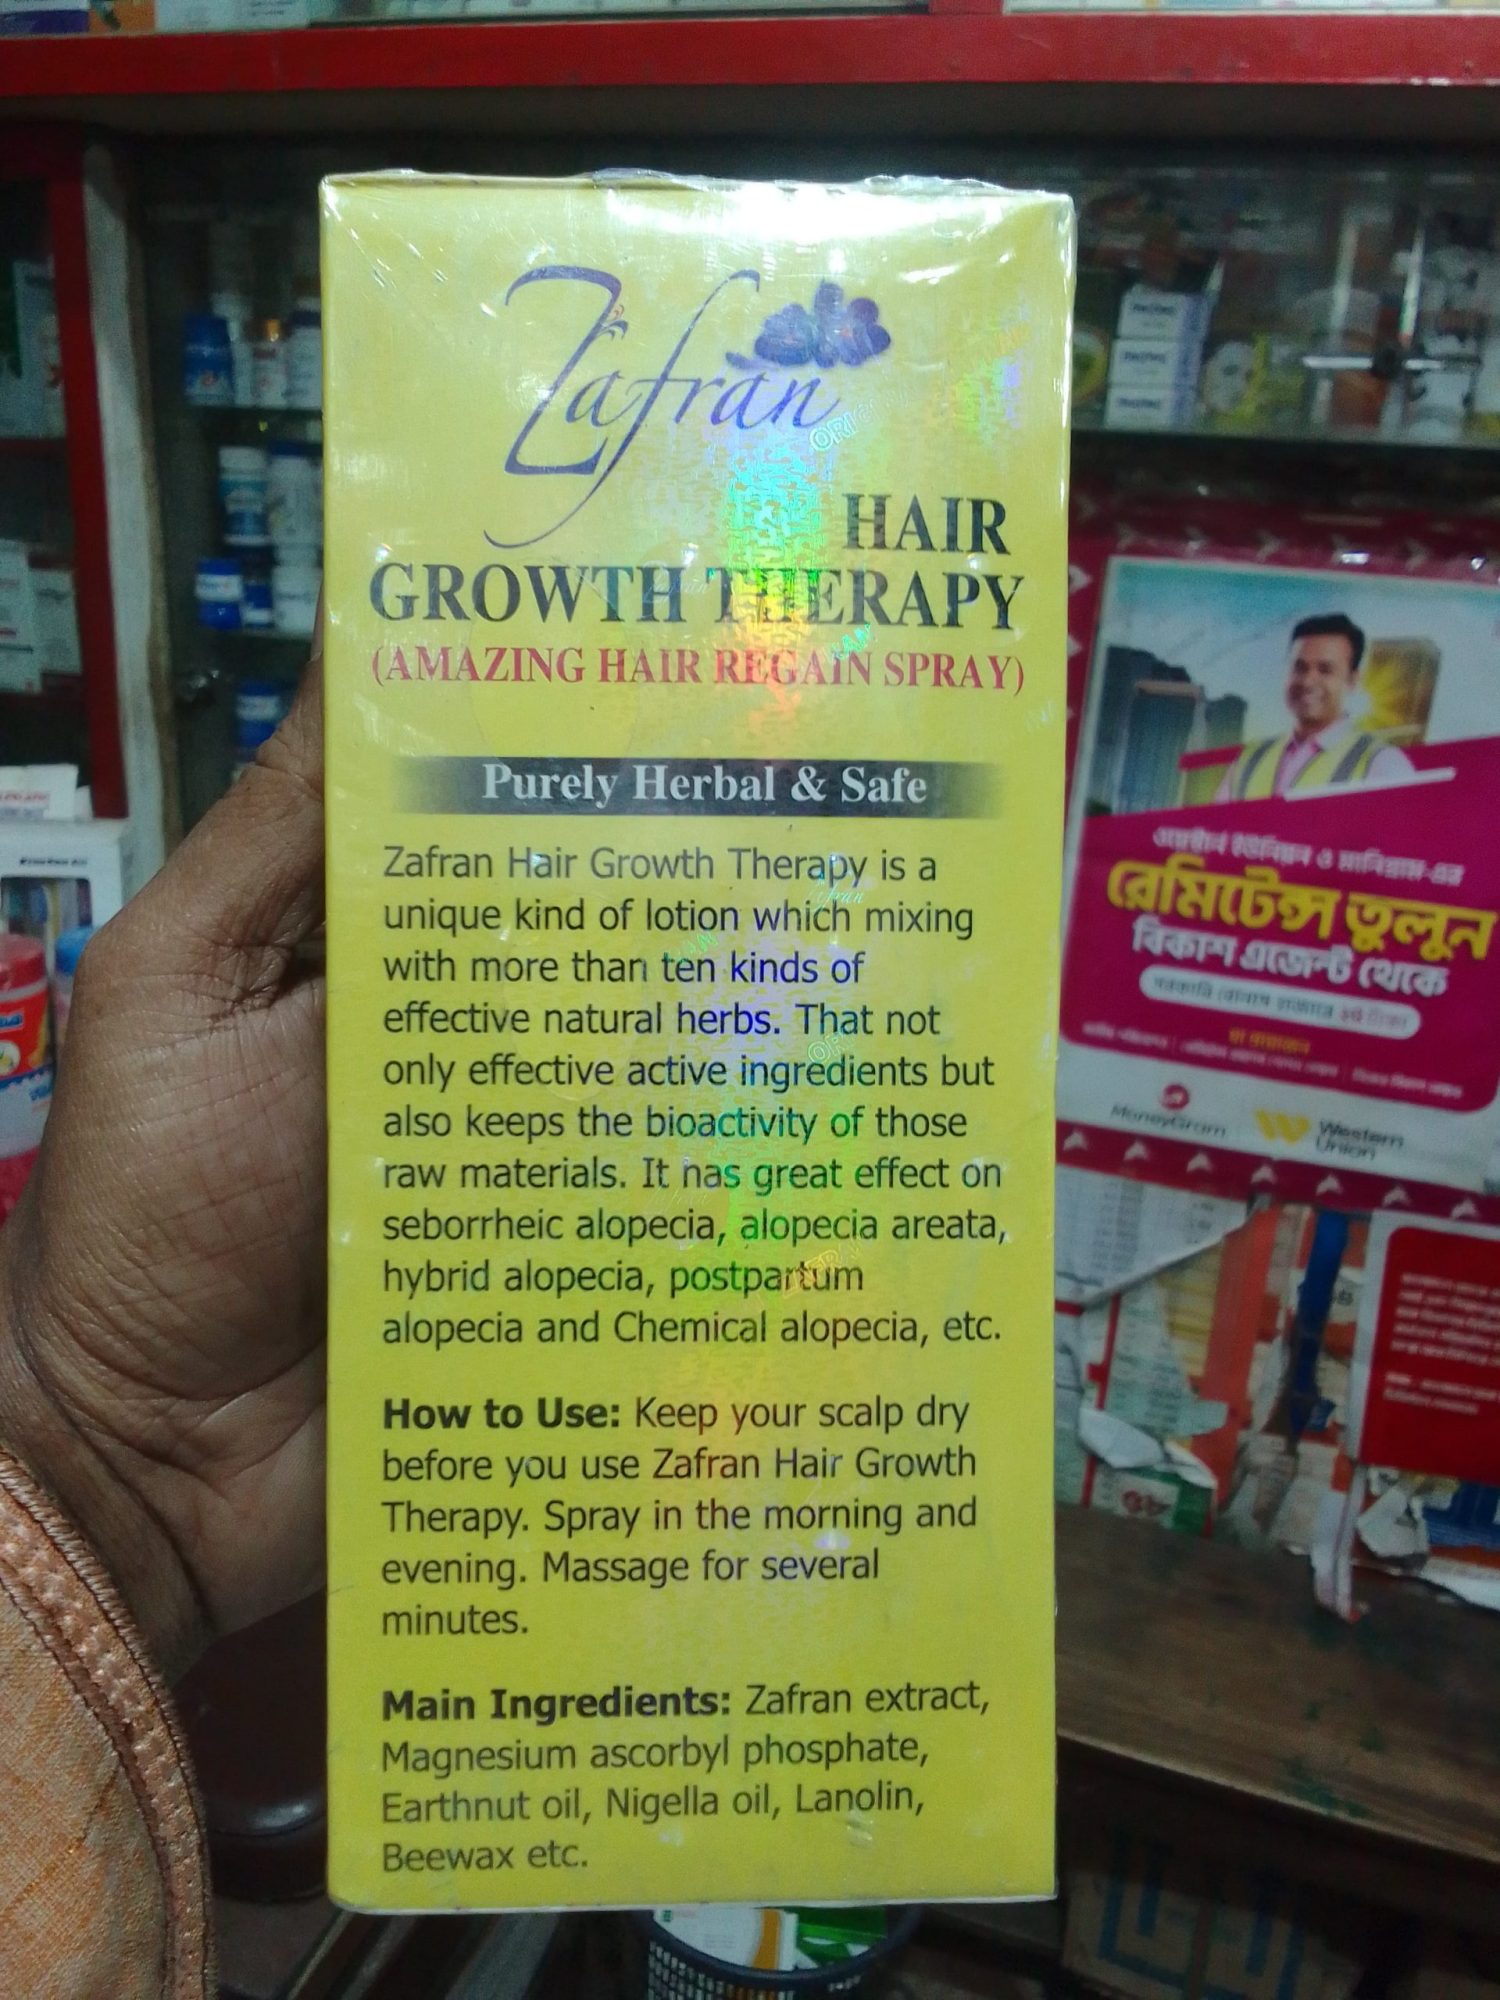 Zafran
HAIR
GROWTH THERAPY
(AMAZING HAIR REGAIN SPRAY)
Purely Herbal & Safe
Zafran Hair Growth Therapy is a
unique kind of lotion which mixing
with more than ten kinds of
effective natural herbs. That not
only effective active ingredients but
also keeps the bioactivity of those
raw materials. It has great effect on
seborrheic alopecia, alopecia areata,
hybrid alopecia, postpartum
alopecia and Chemical alopecia, etc.
How to Use: Keep your scalp dry
before you use Zafran Hair Growth
Therapy. Spray in the morning and
evening. Massage for several
minutes.
Main Ingredients: Zafran extract,
Magnesium ascorbyl phosphate,
Earthnut oil, Nigella oil, Lanolin,
Beewax etc.
ওয়েস্টার্ন ইউনিয়ন ও মানিগ্রাম-এর
রেমিটেন্স তুলুন
বিকাশ এজেন্ট থেকে
MoneyGram
Western
Union